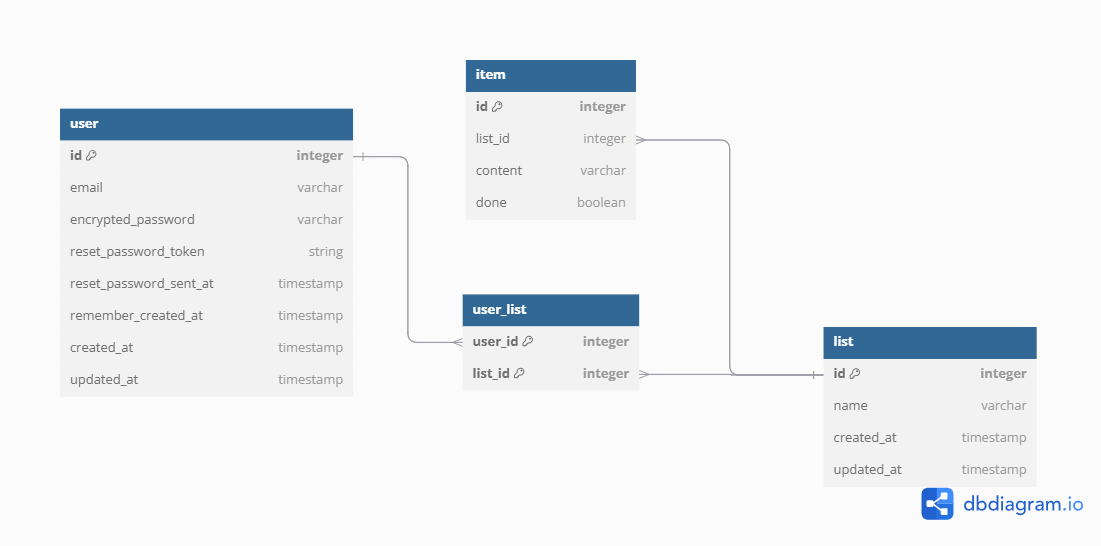 user
id integer
email varchar
encrypted_password varchar
reset_password_token string
reset_password_sent_at timestamp
remember_created_at timestamp
created_at timestamp
updated_at timestamp
item
id integer
list_id integer
content varchar
done boolean
user_list
user_id integer
list_id integer
list
id integer
name varchar
created_at timestamp
updated_at timestamp
dbdiagram.io